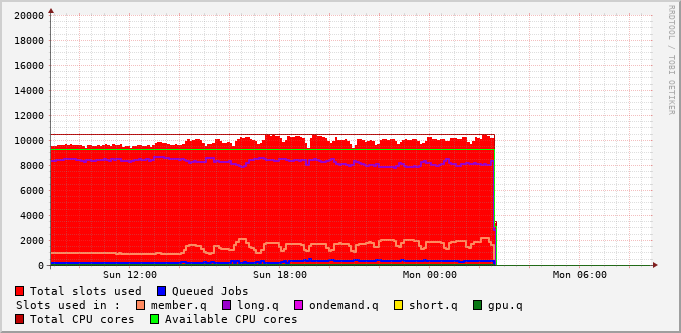 20000
18000
16000
14000
12000
10000
8000
6000
4000
2000
0
Sun 12:00 Sun 18:00 Mon 00:00 Mon 06:00
Total slots used Queued Jobs
Slots used in : member.q long.q ondemand.q short.q gpu.q
Total CPU cores Available CPU cores
RRDTOOL / TOBI OETIKER